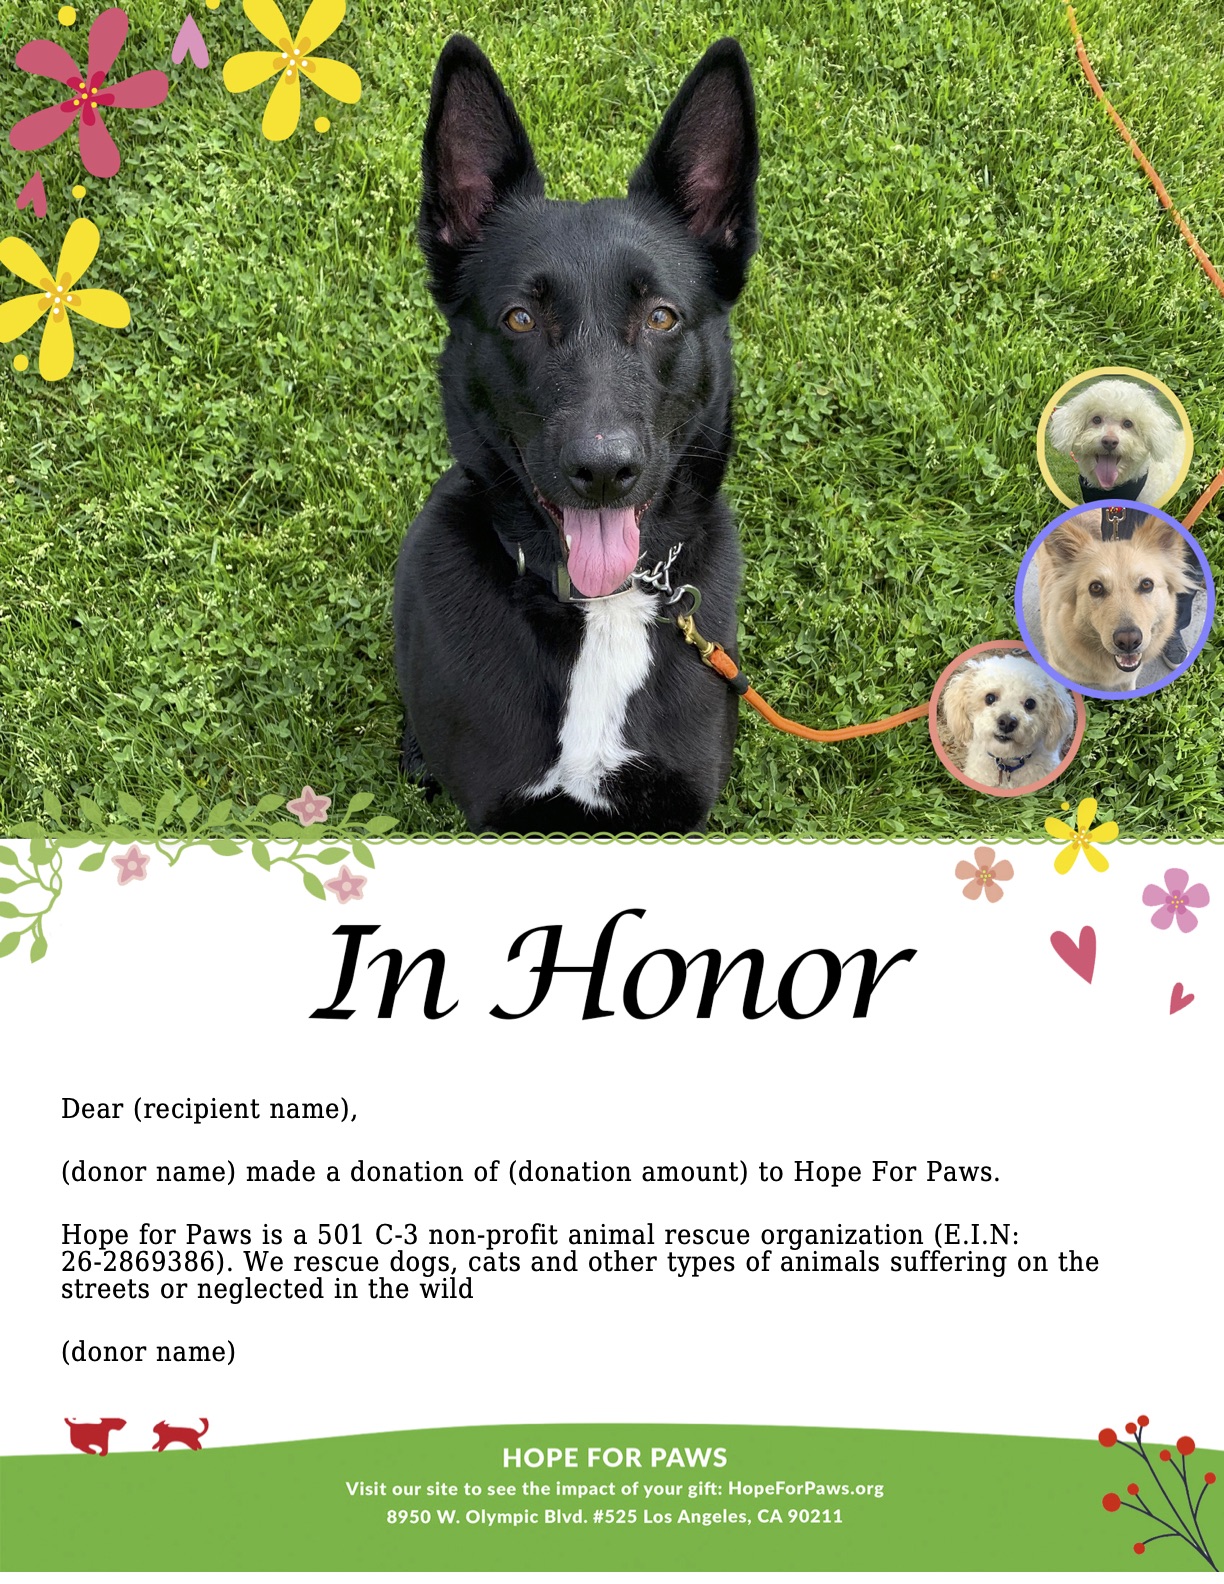 In Honor
Dear (recipient name),
(donor name) made a donation of (donation amount) to Hope For Paws.
Hope for Paws is a 501 C-3 non-profit animal rescue organization (E.I.N:
26-2869386). We rescue dogs, cats and other types of animals suffering on the
streets or neglected in the wild
(donor name)
HOPE FOR PAWS
Visit our site to see the impact of your gift: HopeForPaws.org
8950 W. Olympic Blvd. #525 Los Angeles, CA 90211